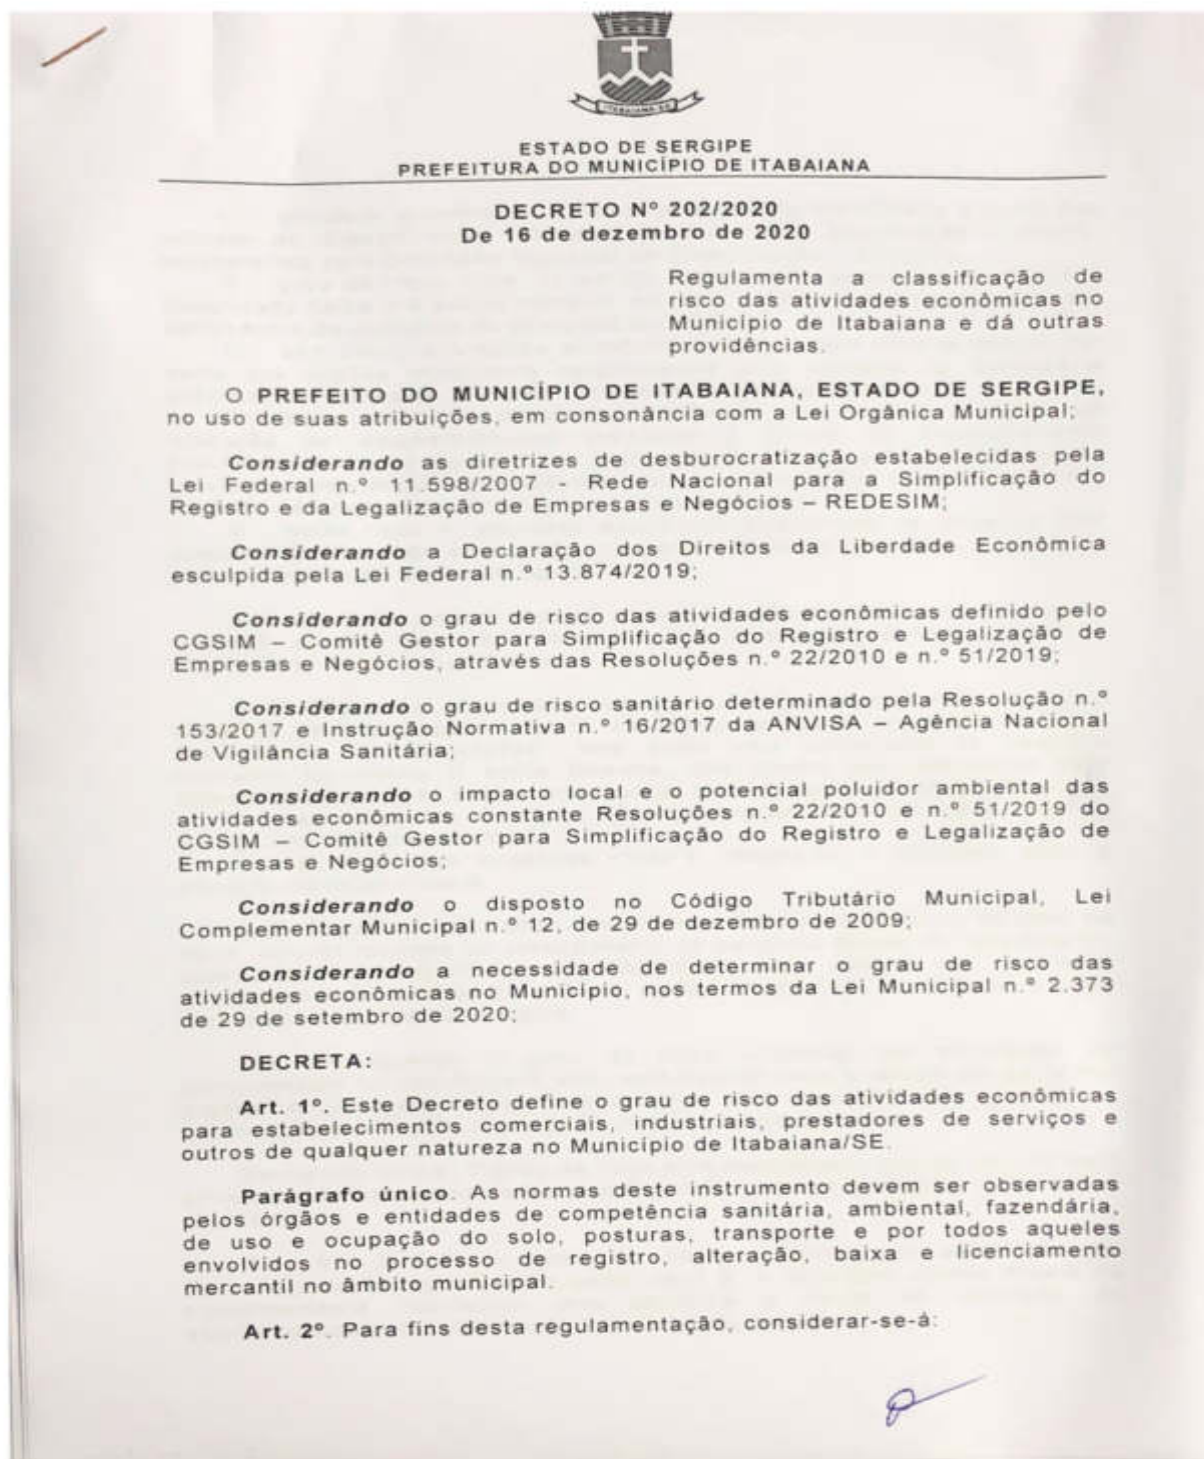 ITABAIANA SE
ESTADO DE SERGIPE
PREFEITURA DO MUNICÍPIO DE ITABAIANA
DECRETO Nº 202/2020
De 16 de dezembro de 2020
Regulamenta a classificação de
risco das atividades econômicas no
Município de Itabaiana e dá outras
providências.
O PREFEITO DO MUNICÍPIO DE ITABAIANA, ESTADO DE SERGIPE,
no uso de suas atribuições, em consonância com a Lei Orgânica Municipal;
Considerando as diretrizes de desburocratização estabelecidas pela
Lei Federal n.º 11.598/2007 - Rede Nacional para a Simplificação do
Registro e da Legalização de Empresas e Negócios – REDESIM;
Considerando a Declaração dos Direitos da Liberdade Econômica
esculpida pela Lei Federal n.º 13.874/2019;
Considerando o grau de risco das atividades econômicas definido pelo
CGSIM – Comitê Gestor para Simplificação do Registro e Legalização de
Empresas e Negócios, através das Resoluções n.º 22/2010 e n.º 51/2019;
Considerando o grau de risco sanitário determinado pela Resolução n.º
153/2017 e Instrução Normativa n.º 16/2017 da ANVISA – Agência Nacional
de Vigilância Sanitária;
Considerando o impacto local e o potencial poluidor ambiental das
atividades econômicas constante Resoluções n.º 22/2010 e n.º 51/2019 do
CGSIM – Comitê Gestor para Simplificação do Registro e Legalização de
Empresas e Negócios;
Considerando o disposto no Código Tributário Municipal, Lei
Complementar Municipal n.º 12, de 29 de dezembro de 2009;
Considerando a necessidade de determinar o grau de risco das
atividades econômicas no Município, nos termos da Lei Municipal n.º 2.373
de 29 de setembro de 2020;
DECRETA:
Art. 1º. Este Decreto define o grau de risco das atividades econômicas
para estabelecimentos comerciais, industriais, prestadores de serviços e
outros de qualquer natureza no Município de Itabaiana/SE.
Parágrafo único. As normas deste instrumento devem ser observadas
pelos órgãos e entidades de competência sanitária, ambiental, fazendária,
de uso e ocupação do solo, posturas, transporte e por todos aqueles
envolvidos no processo de registro, alteração, baixa e licenciamento
mercantil no âmbito municipal.
Art. 2º. Para fins desta regulamentação, considerar-se-á: